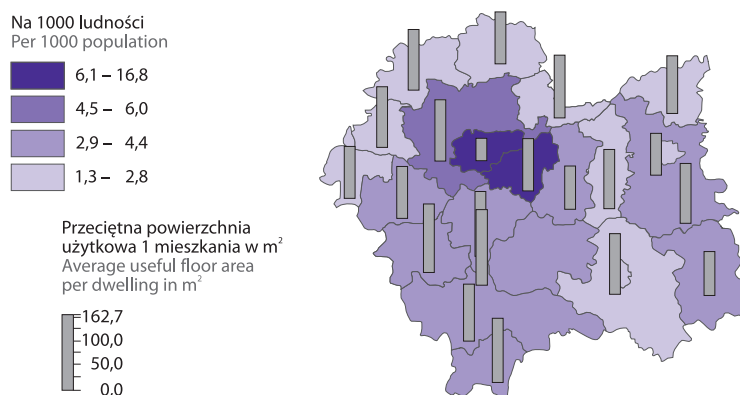 Na 1000 ludności
Per 1000 population
6,1 – 16,8
4,5 – 6,0
2,9 – 4,4
1,3 – 2,8
Przeciętna powierzchnia
użytkowa 1 mieszkania w m²
Average useful floor area
per dwelling in m²
162,7
100,0
50,0
0,0